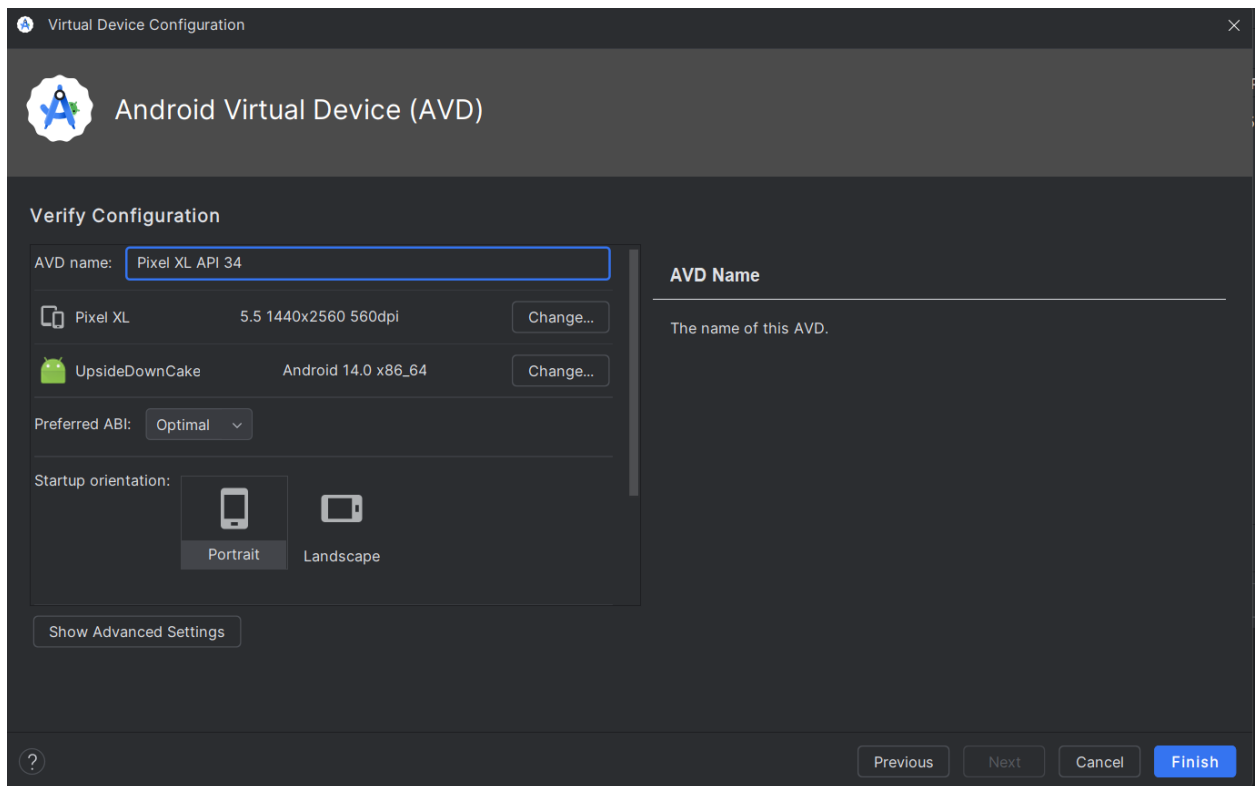 Virtual Device Configuration
Android Virtual Device (AVD)
Verify Configuration
AVD name: Pixel XL API 34
Pixel XL 5.5 1440x2560 560dpi Change...
UpsideDownCake Android 14.0 x86_64 Change...
Preferred ABI: Optimal
Startup orientation:
Portrait Landscape
Show Advanced Settings
AVD Name
The name of this AVD.
? Previous Next Cancel Finish